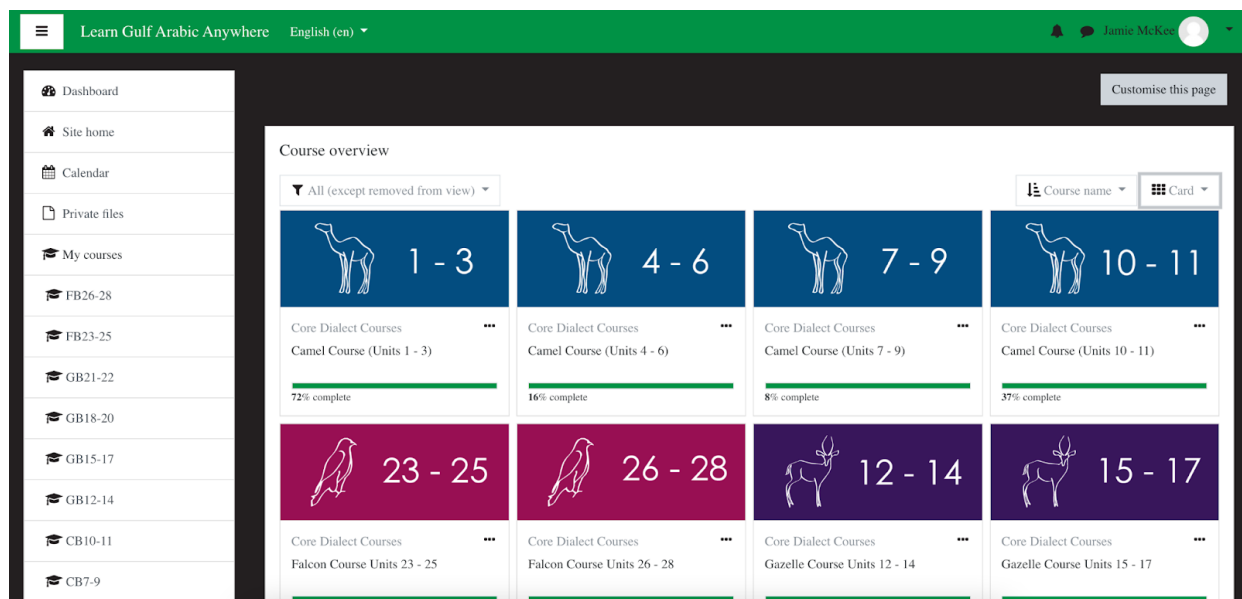 Learn Gulf Arabic Anywhere English (en) Jamie McKee
Customise this page
Dashboard
Site home
Calendar
Private files
My courses
FB26-28
FB23-25
GB21-22
GB18-20
GB15-17
GB12-14
CB10-11
CB7-9
Course overview
All (except removed from view) Course name Card
1 - 3 4 - 6 7 - 9 10 - 11
Core Dialect Courses ••• Core Dialect Courses ••• Core Dialect Courses ••• Core Dialect Courses •••
Camel Course (Units 1 - 3) Camel Course (Units 4 - 6) Camel Course (Units 7 - 9) Camel Course (Units 10 - 11)
72% complete 16% complete 8% complete 37% complete
23 - 25 26 - 28 12 - 14 15 - 17
Core Dialect Courses ••• Core Dialect Courses ••• Core Dialect Courses ••• Core Dialect Courses •••
Falcon Course Units 23 - 25 Falcon Course Units 26 - 28 Gazelle Course Units 12 - 14 Gazelle Course Units 15 - 17